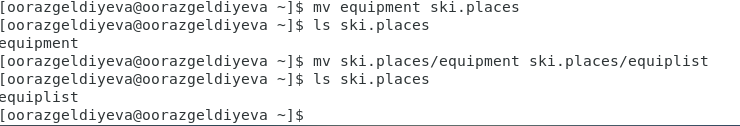 [oorazgeldiyeva@oorazgeldiyeva ~]$ mv equipment ski.places
[oorazgeldiyeva@oorazgeldiyeva ~]$ ls ski.places
equipment
[oorazgeldiyeva@oorazgeldiyeva ~]$ mv ski.places/equipment ski.places/equiplist
[oorazgeldiyeva@oorazgeldiyeva ~]$ ls ski.places
equiplist
[oorazgeldiyeva@oorazgeldiyeva ~]$